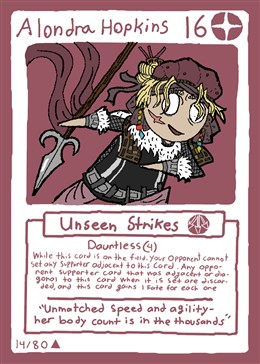 Alondra Hopkins 16
Unseen Strikes
Dauntless(4)
While this card is on the field, Your Opponent cannot
set any Supporter adjacent to this Card. Any oppo-
nent supporter card that was adjacent or dia-
gonal to this Card when it is set are discar-
ded, and this card gains 1 Fate for each one
"Unmatched speed and agility-
her body count is in the thousands"
14/80